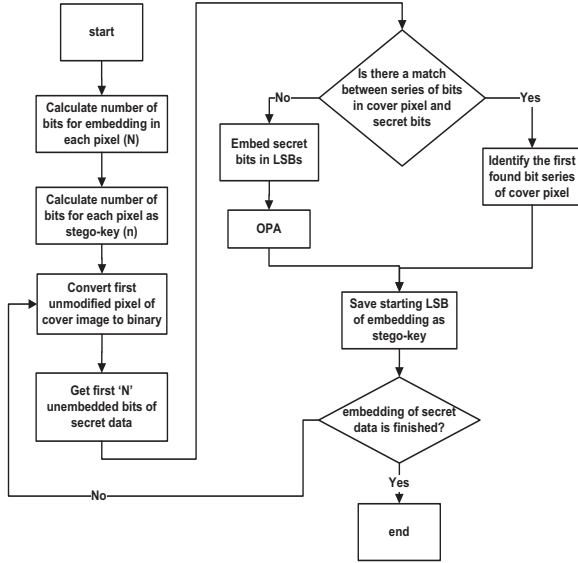 start
Calculate number of
bits for embedding in
each pixel (N)
Calculate number of
bits for each pixel as
stego-key (n)
Convert first
unmodified pixel of
cover image to binary
Get first ‘N’
unembedded bits of
secret data
Is there a match
between series of bits
in cover pixel and
secret bits
No
Yes
Embed secret
bits in LSBs
OPA
Identify the first
found bit series
of cover pixel
Save starting LSB
of embedding as
stego-key
embedding of secret
data is finished?
No
Yes
end